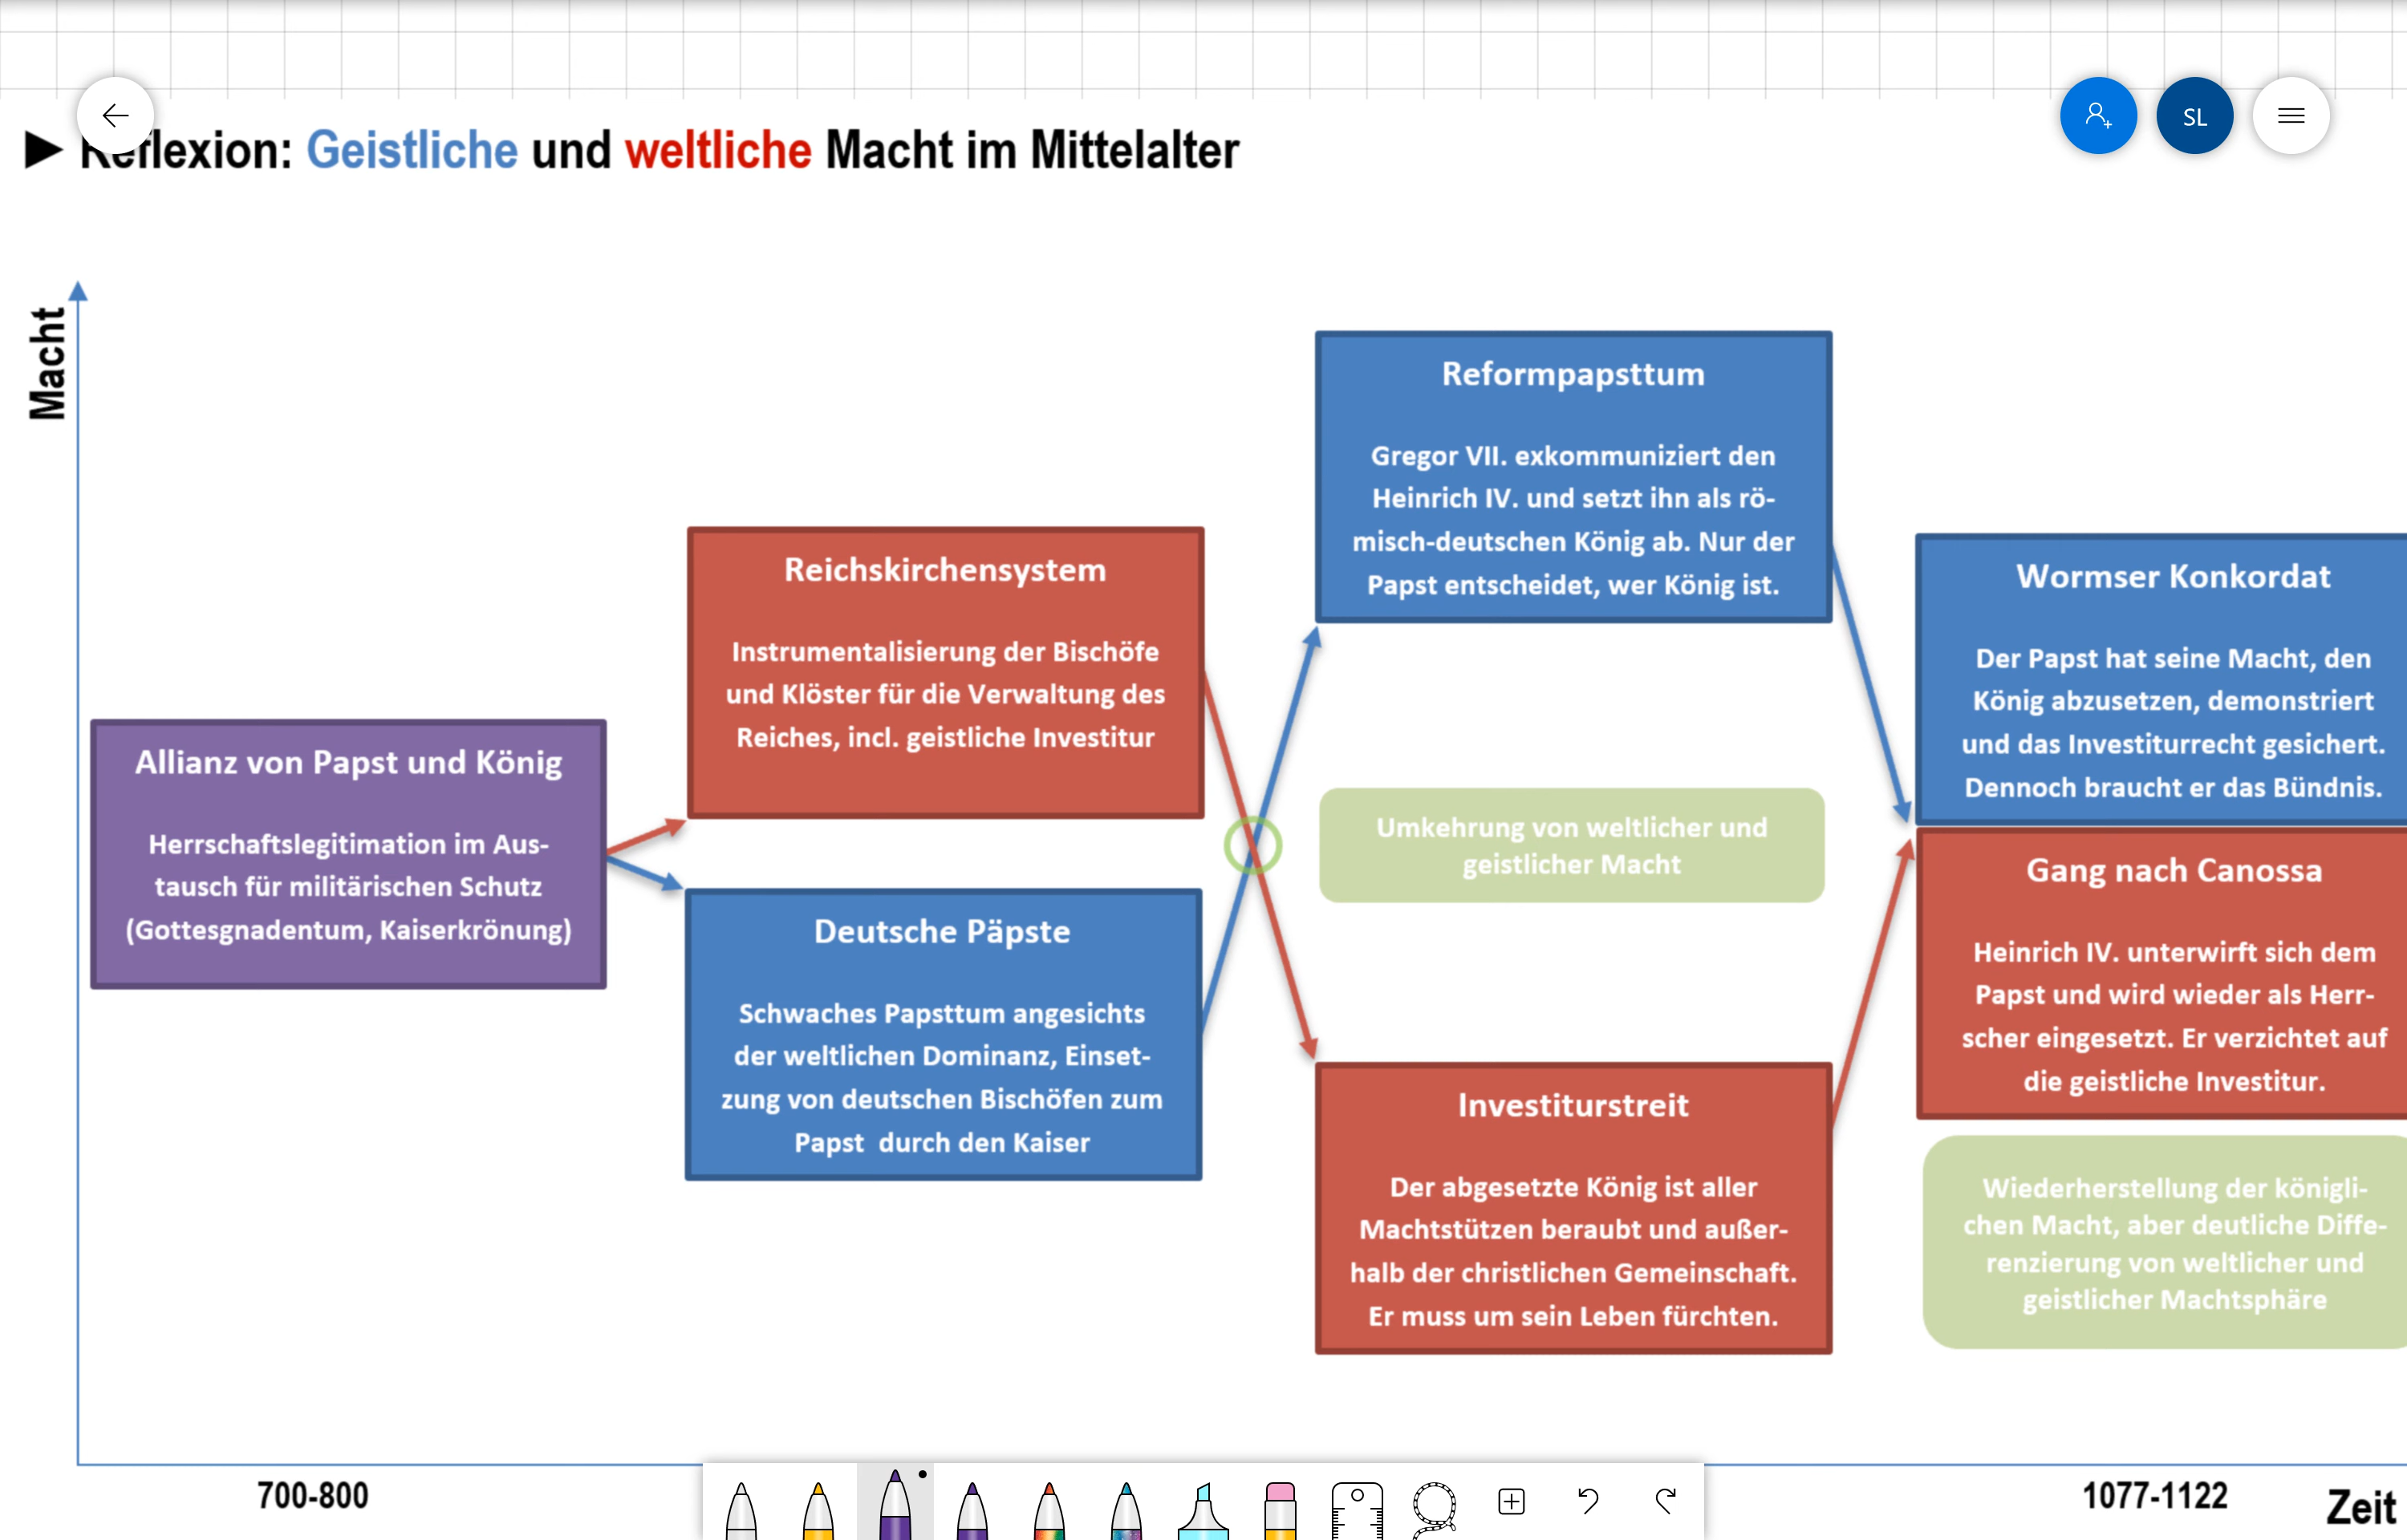 ► Reflexion: Geistliche und weltliche Macht im Mittelalter
SL
Macht
Allianz von Papst und König
Herrschaftslegitimation im Aus-
tausch für militärischen Schutz
(Gottesgnadentum, Kaiserkrönung)
Reichskirchensystem
Instrumentalisierung der Bischöfe
und Klöster für die Verwaltung des
Reiches, incl. geistliche Investitur
Deutsche Päpste
Schwaches Papsttum angesichts
der weltlichen Dominanz, Einset-
zung von deutschen Bischöfen zum
Papst durch den Kaiser
Reformpapsttum
Gregor VII. exkommuniziert den
Heinrich IV. und setzt ihn als rö-
misch-deutschen König ab. Nur der
Papst entscheidet, wer König ist.
Umkehrung von weltlicher und
geistlicher Macht
Investiturstreit
Der abgesetzte König ist aller
Machtstützen beraubt und außer-
halb der christlichen Gemeinschaft.
Er muss um sein Leben fürchten.
Wormser Konkordat
Der Papst hat seine Macht, den
König abzusetzen, demonstriert
und das Investiturrecht gesichert.
Dennoch braucht er das Bündnis.
Gang nach Canossa
Heinrich IV. unterwirft sich dem
Papst und wird wieder als Herr-
scher eingesetzt. Er verzichtet auf
die geistliche Investitur.
Wiederherstellung der königli-
chen Macht, aber deutliche Diffe-
renzierung von weltlicher und
geistlicher Machtsphäre
700-800
1077-1122
Zeit